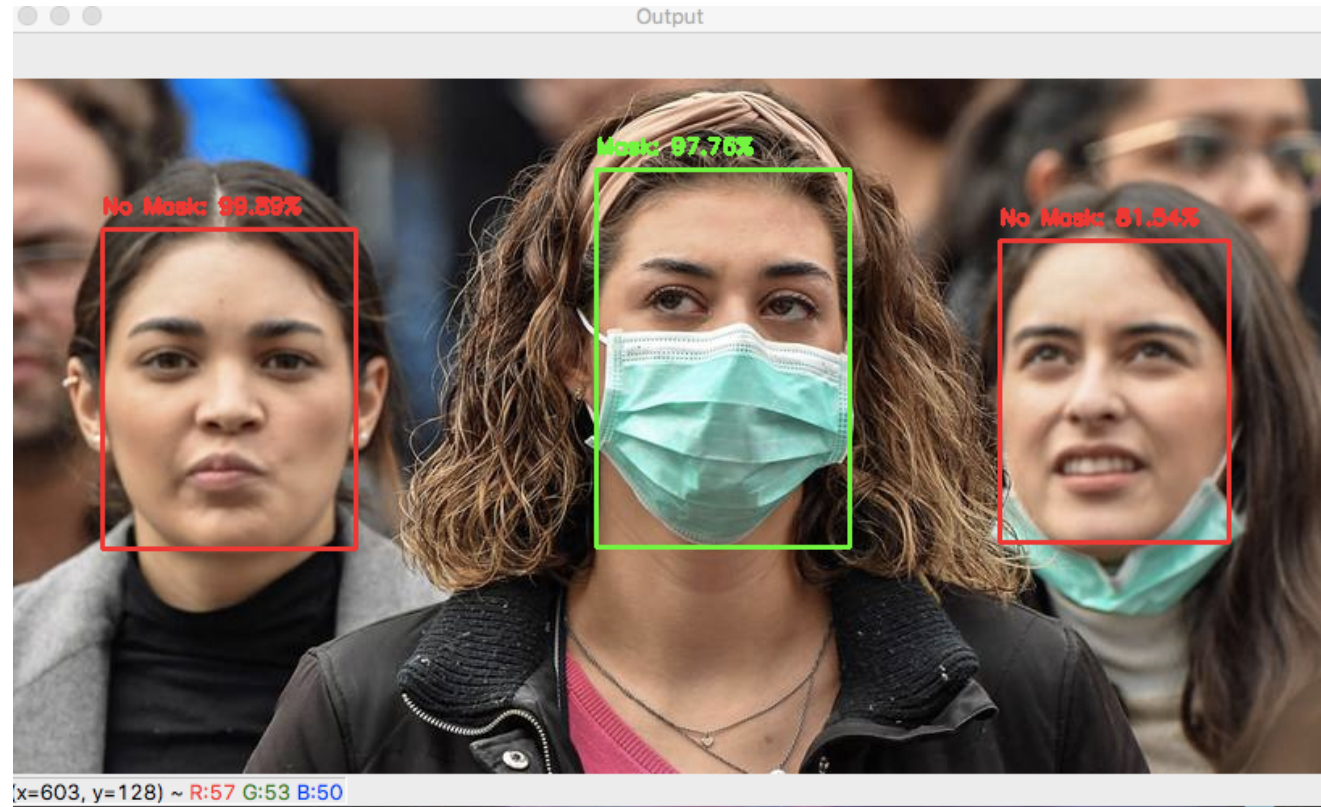 Output
Mask: 97.76%
No Mask: 99.89%
No Mask: 81.54%
(x=603, y=128) ~ R:57 G:53 B:50